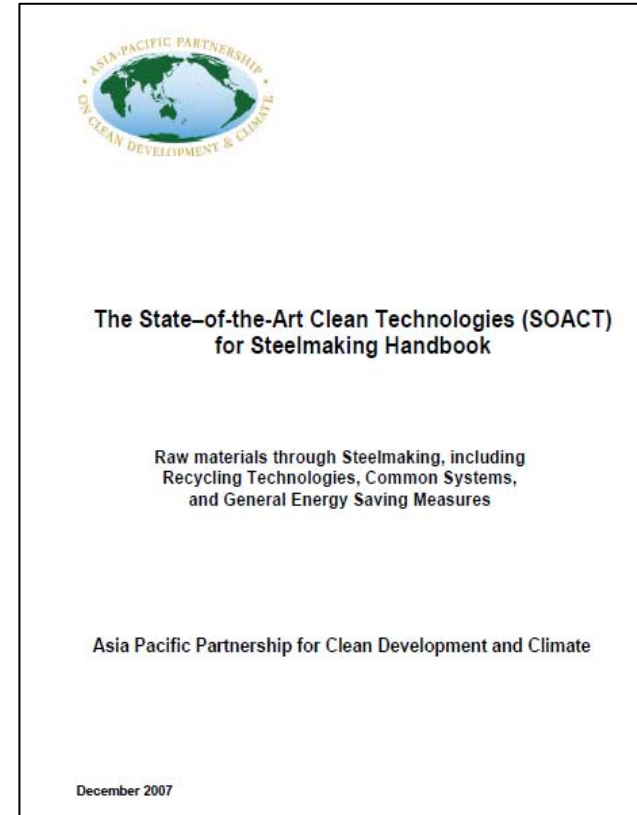 • ASIA-PACIFIC PARTNERSHIP •
ON CLEAN DEVELOPMENT & CLIMATE
The State–of-the-Art Clean Technologies (SOACT)
for Steelmaking Handbook
Raw materials through Steelmaking, including
Recycling Technologies, Common Systems,
and General Energy Saving Measures
Asia Pacific Partnership for Clean Development and Climate
December 2007